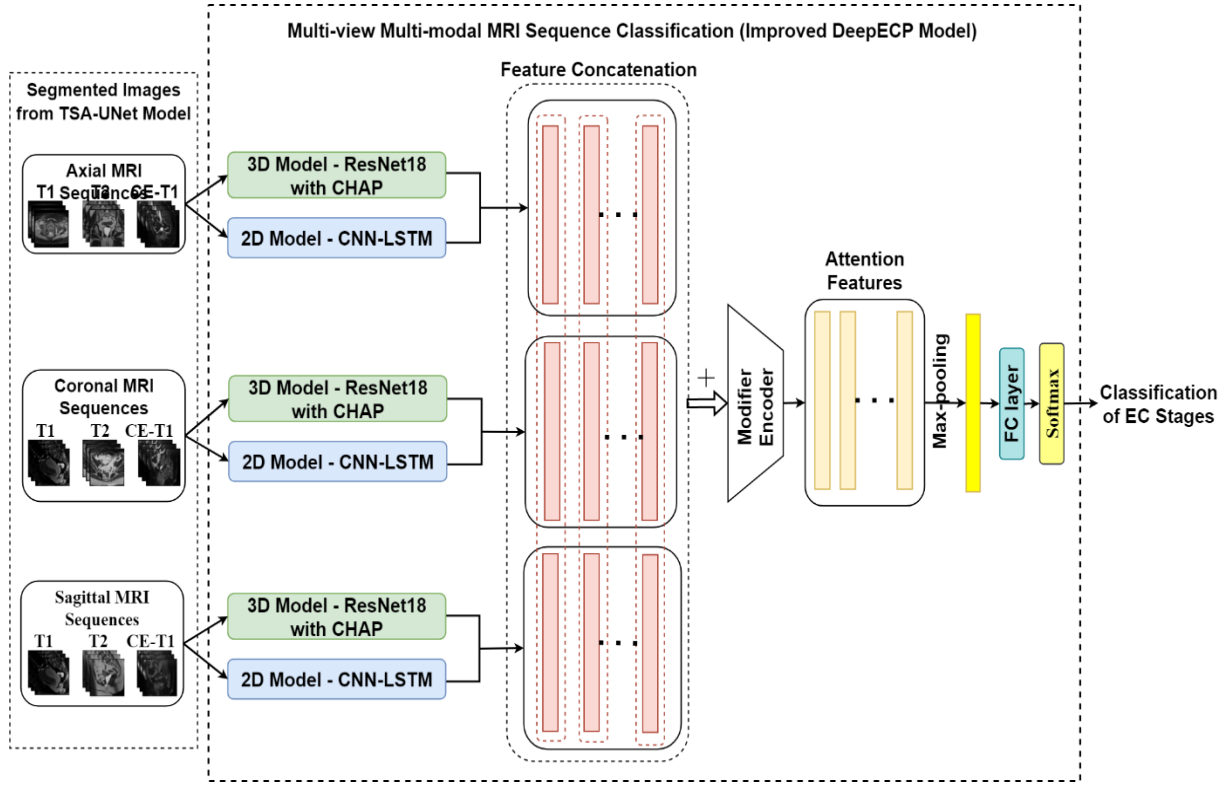 Multi-view Multi-modal MRI Sequence Classification (Improved DeepECP Model)
Segmented Images
from TSA-UNet Model
Feature Concatenation
Axial MRI
Sequences
T1 T2 CE-T1
3D Model - ResNet18
with CHAP
2D Model - CNN-LSTM
Coronal MRI
Sequences
T1 T2 CE-T1
3D Model - ResNet18
with CHAP
2D Model - CNN-LSTM
Sagittal MRI
Sequences
T1 T2 CE-T1
3D Model - ResNet18
with CHAP
2D Model - CNN-LSTM
. . .
. . .
. . .
+
Modifier
Encoder
Attention
Features
. . .
Max-pooling
FC layer
Softmax
Classification
of EC Stages